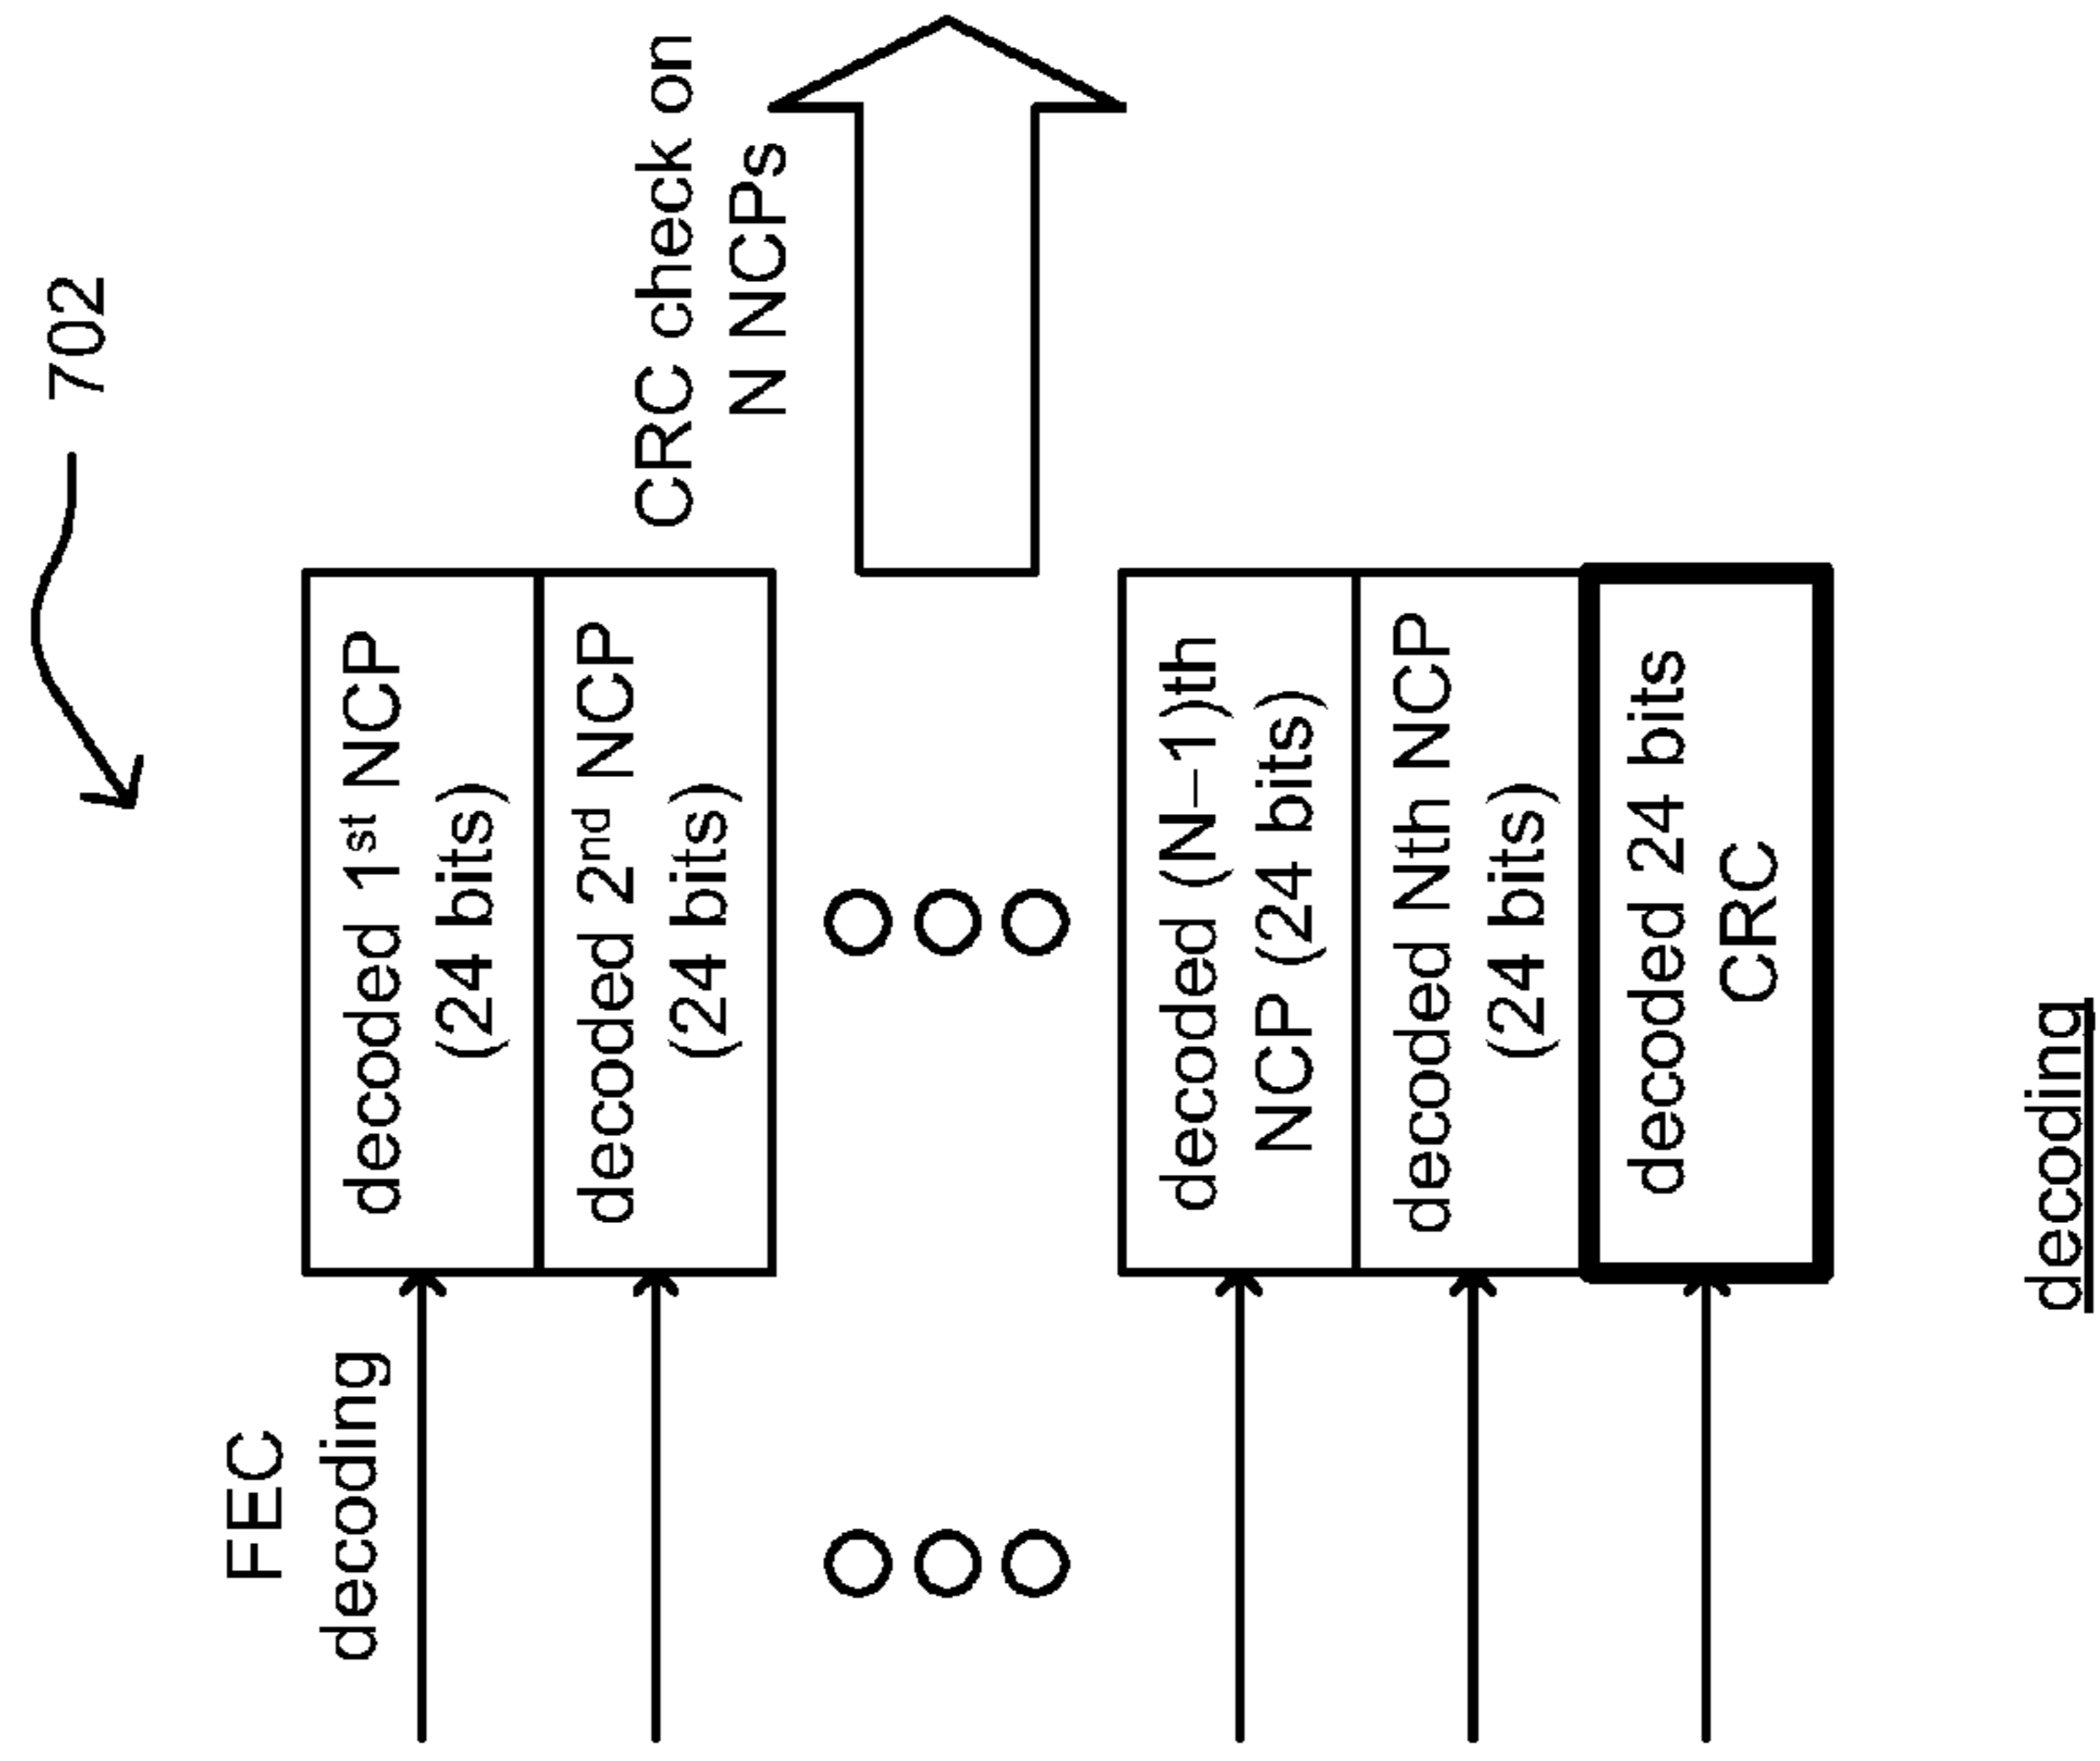 702
FEC
decoding
decoded 1st NCP
(24 bits)
decoded 2nd NCP
(24 bits)
CRC check on
N NCPs
decoded (N–1)th
NCP (24 bits)
decoded Nth NCP
(24 bits)
decoded 24 bits
CRC
decoding